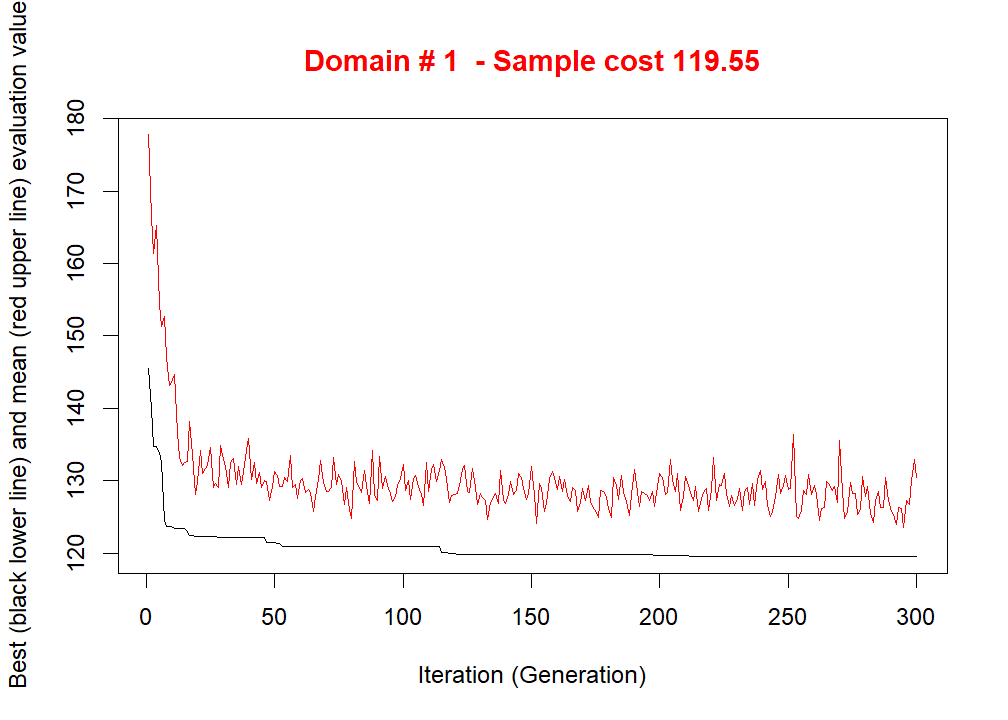 Domain # 1  - Sample cost 119.55
Best (black lower line) and mean (red upper line) evaluation value
180
170
160
150
140
130
120
0 50 100 150 200 250 300
Iteration (Generation)